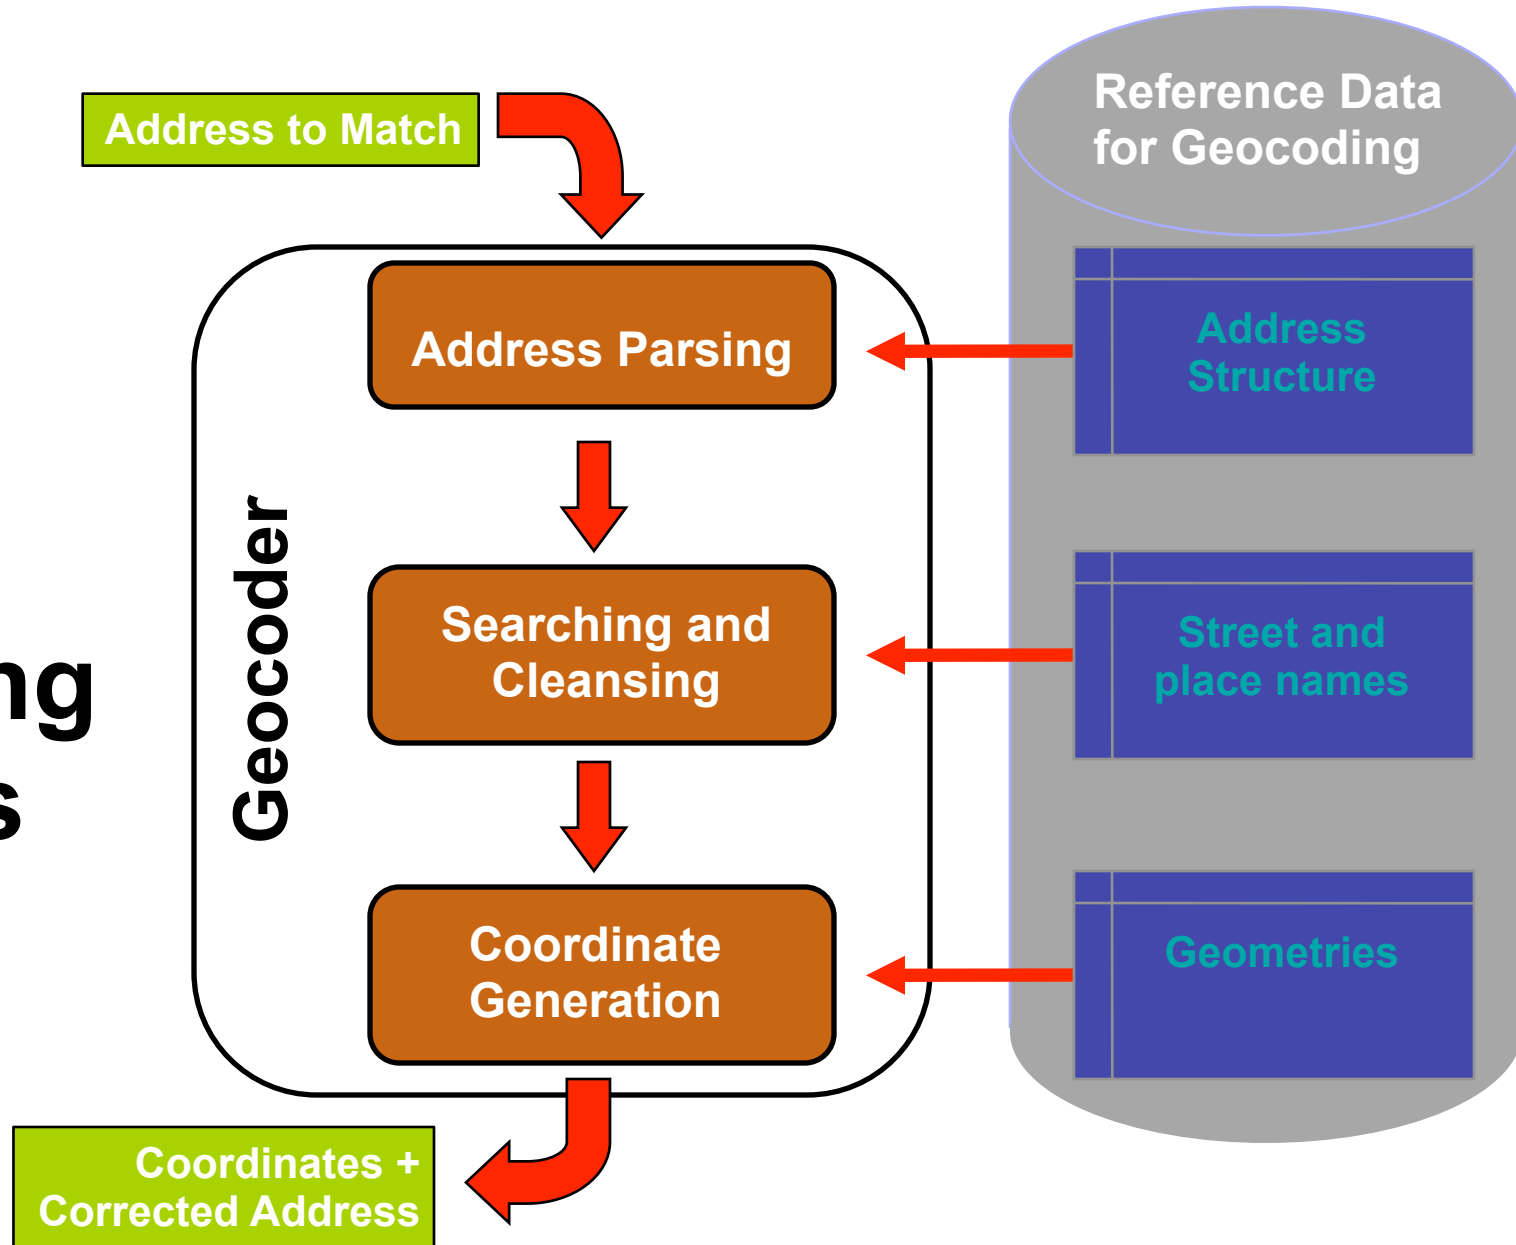 Address to Match
Reference Data
for Geocoding
Address Parsing
Address
Structure
Geocoder
Searching and
Cleansing
Street and
place names
Coordinate
Generation
Geometries
Coordinates +
Corrected Address